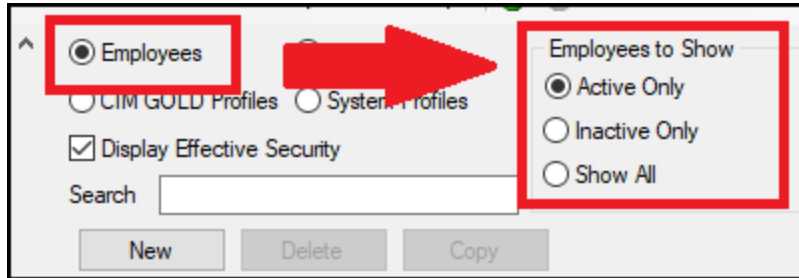 Employees
Employees to Show
Active Only
CIM GOLD Profiles System Profiles
Inactive Only
Display Effective Security
Show All
Search
New Delete Copy